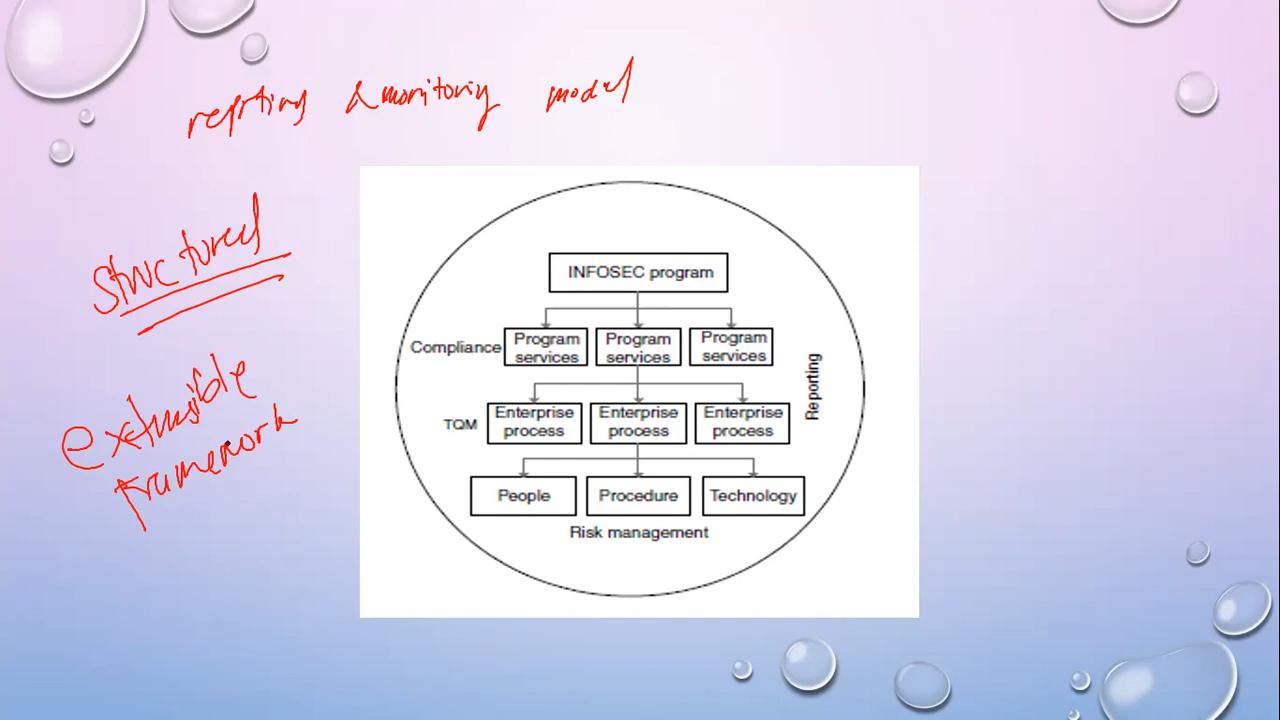 reporting & monitoring model
structured
extensible
framework
INFOSEC program
Compliance
Program services
Program services
Program services
TQM
Enterprise process
Enterprise process
Enterprise process
People
Procedure
Technology
Risk management
Reporting